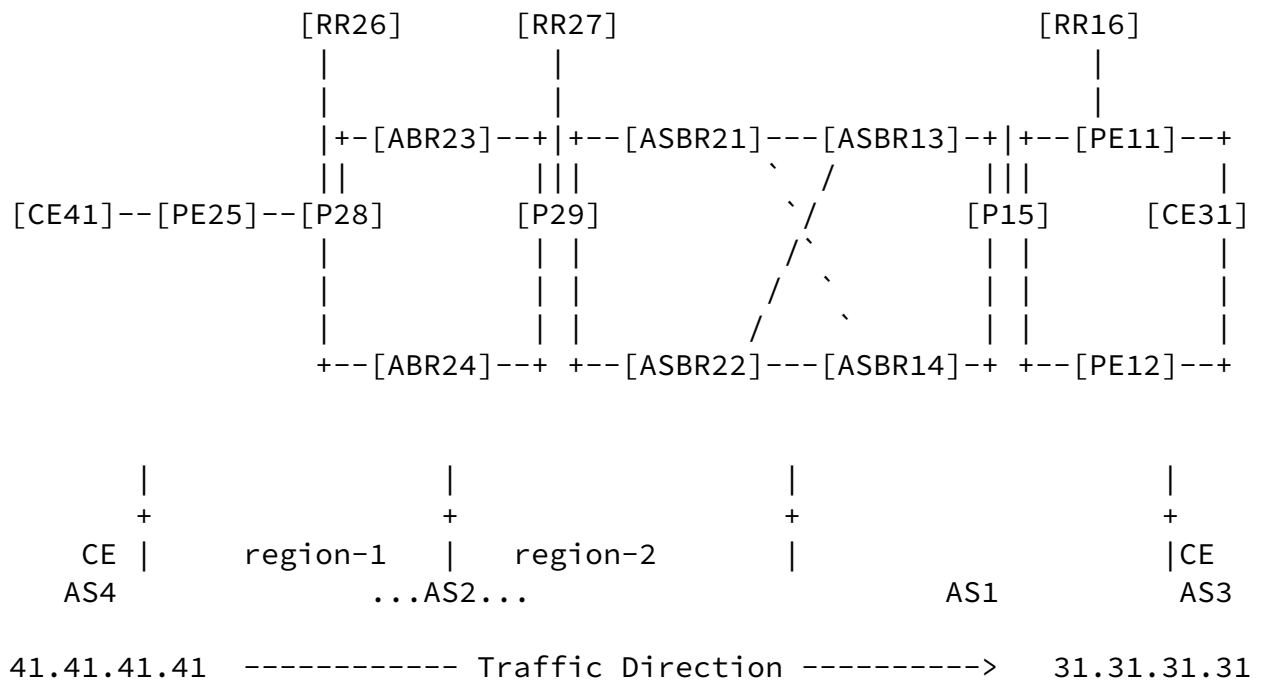 [RR26] [RR27] [RR16]
|+-[ABR23]--+|+--[ASBR21]---[ASBR13]-+|+--[PE11]--+
[CE41]--[PE25]--[P28] [P29] [P15] [CE31]
+--[ABR24]--+ +--[ASBR22]---[ASBR14]-+ +--[PE12]--+
CE | region-1 | region-2 | |CE
AS4 ...AS2... AS1 AS3
41.41.41.41 ------------ Traffic Direction ----------> 31.31.31.31